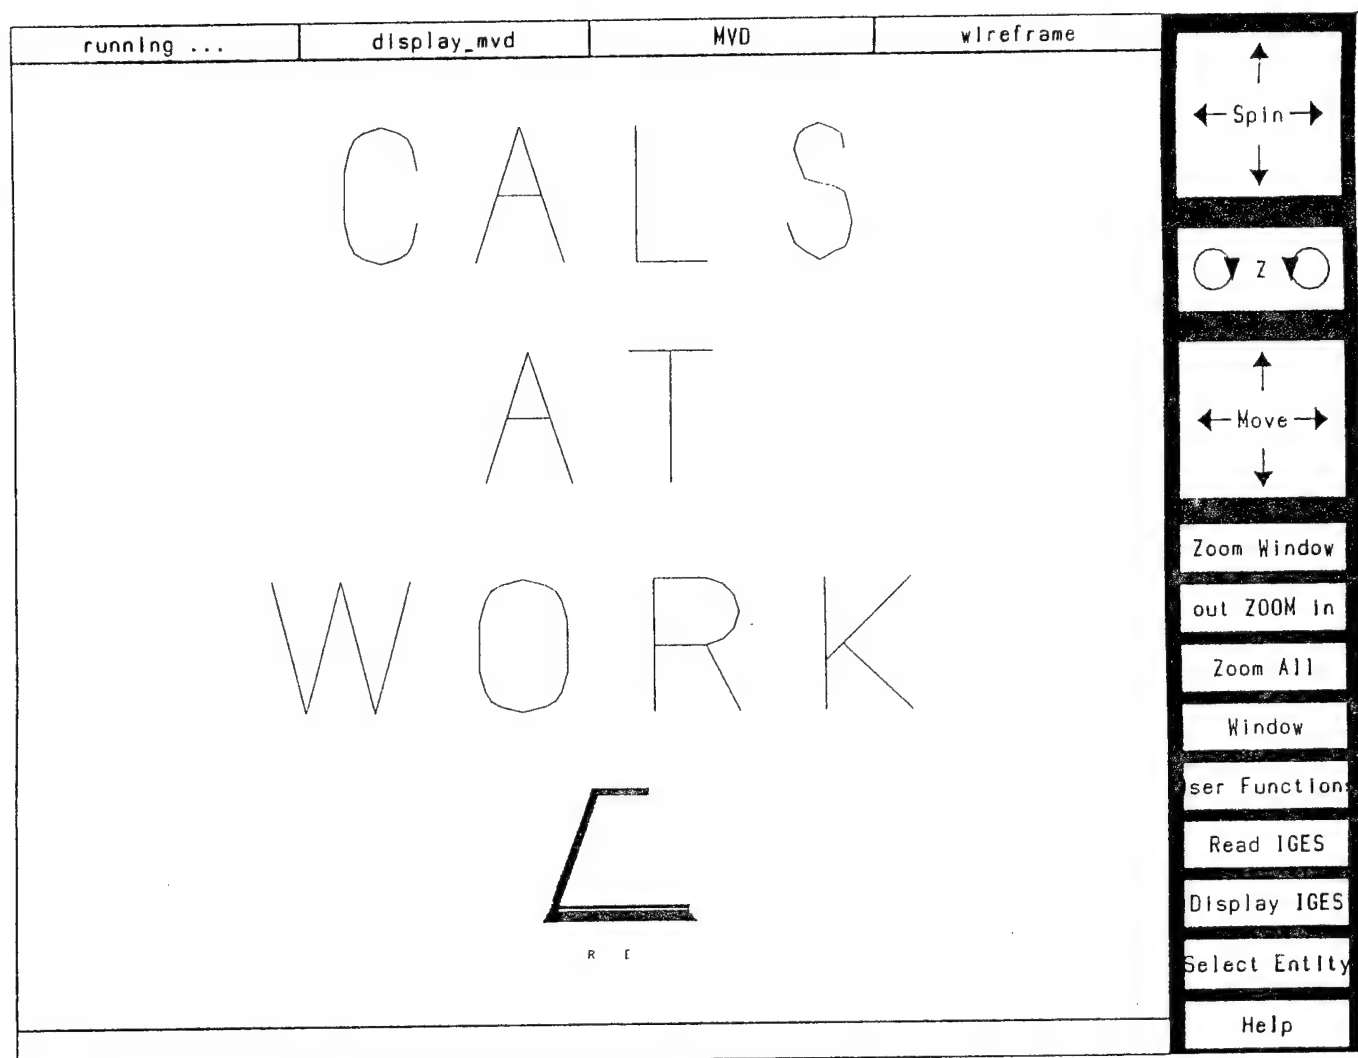 running ... display_mvd MVD wireframe
CALS
AT
WORK
R E
Spin
Z
Move
Zoom Window
out ZOOM in
Zoom All
Window
ser Function
Read IGES
Display IGES
Select Entity
Help